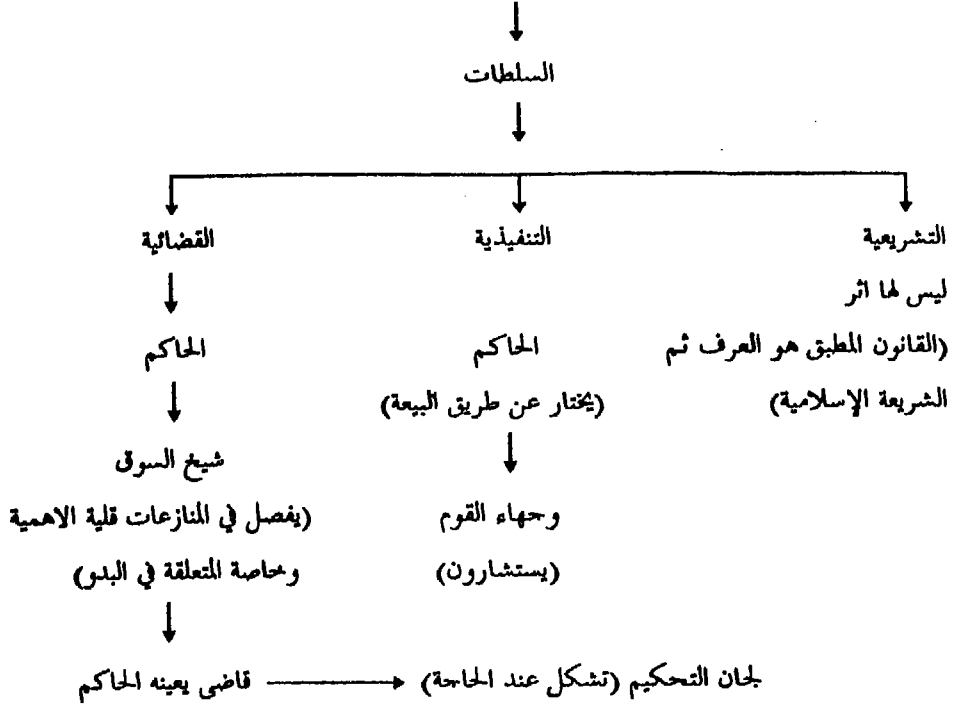 السلطات
التشريعية
ليس لها اثر
(القانون المطبق هو العرف ثم
الشريعة الإسلامية)
التنفيذية
الحاكم
(يختار عن طريق البيعة)
وجهاء القوم
(يستشارون)
القضائية
الحاكم
شيخ السوق
(يفصل في المنازعات قلية الاهمية
وخاصة المتعلقة في البدو)
قاضى يعينه الحاكم
لجان التحكيم (تشكل عند الحاجة)